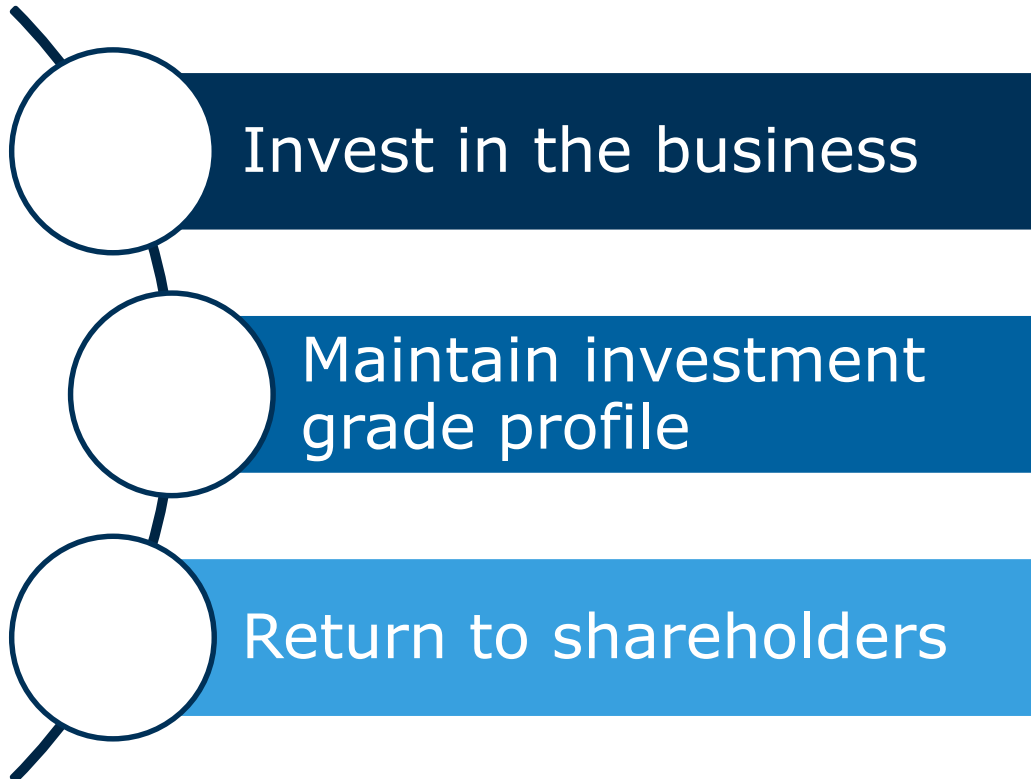 Invest in the business
Maintain investment
grade profile
Return to shareholders